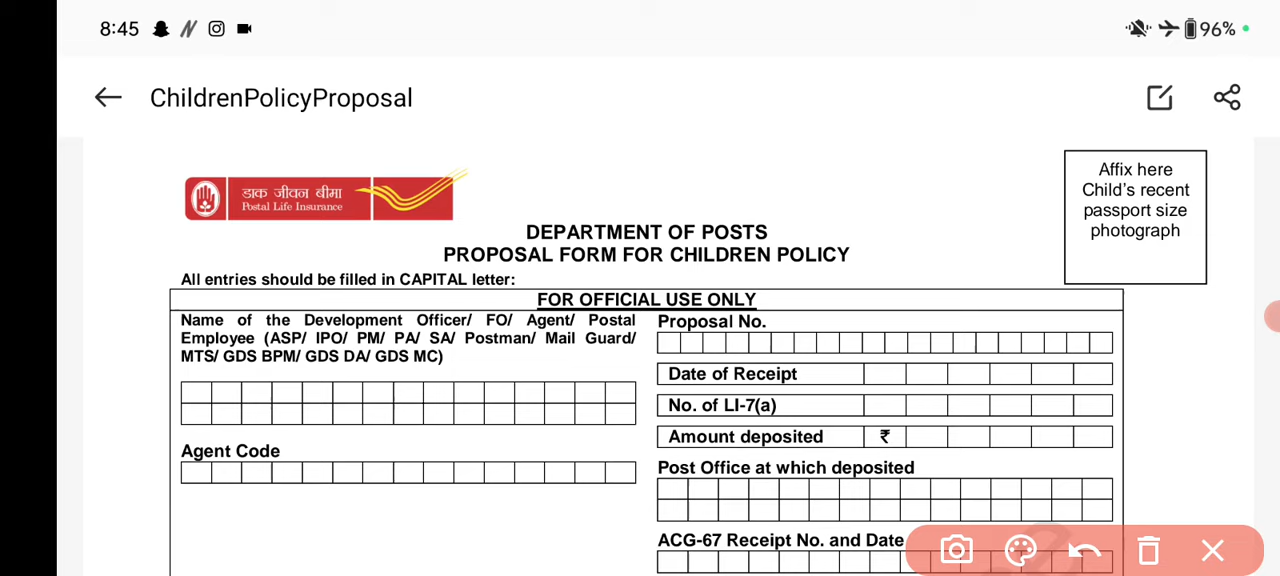 8:45
96%
ChildrenPolicyProposal
डाक जीवन बीमा
Postal Life Insurance
Affix here
Child's recent
passport size
photograph
DEPARTMENT OF POSTS
PROPOSAL FORM FOR CHILDREN POLICY
All entries should be filled in CAPITAL letter:
FOR OFFICIAL USE ONLY
Name of the Development Officer/ FO/ Agent/ Postal
Employee (ASP/ IPO/ PM/ PA/ SA/ Postman/ Mail Guard/
MTS/ GDS BPM/ GDS DA/ GDS MC)
Agent Code
Proposal No.
Date of Receipt
No. of LI-7(a)
Amount deposited ₹
Post Office at which deposited
ACG-67 Receipt No. and Date